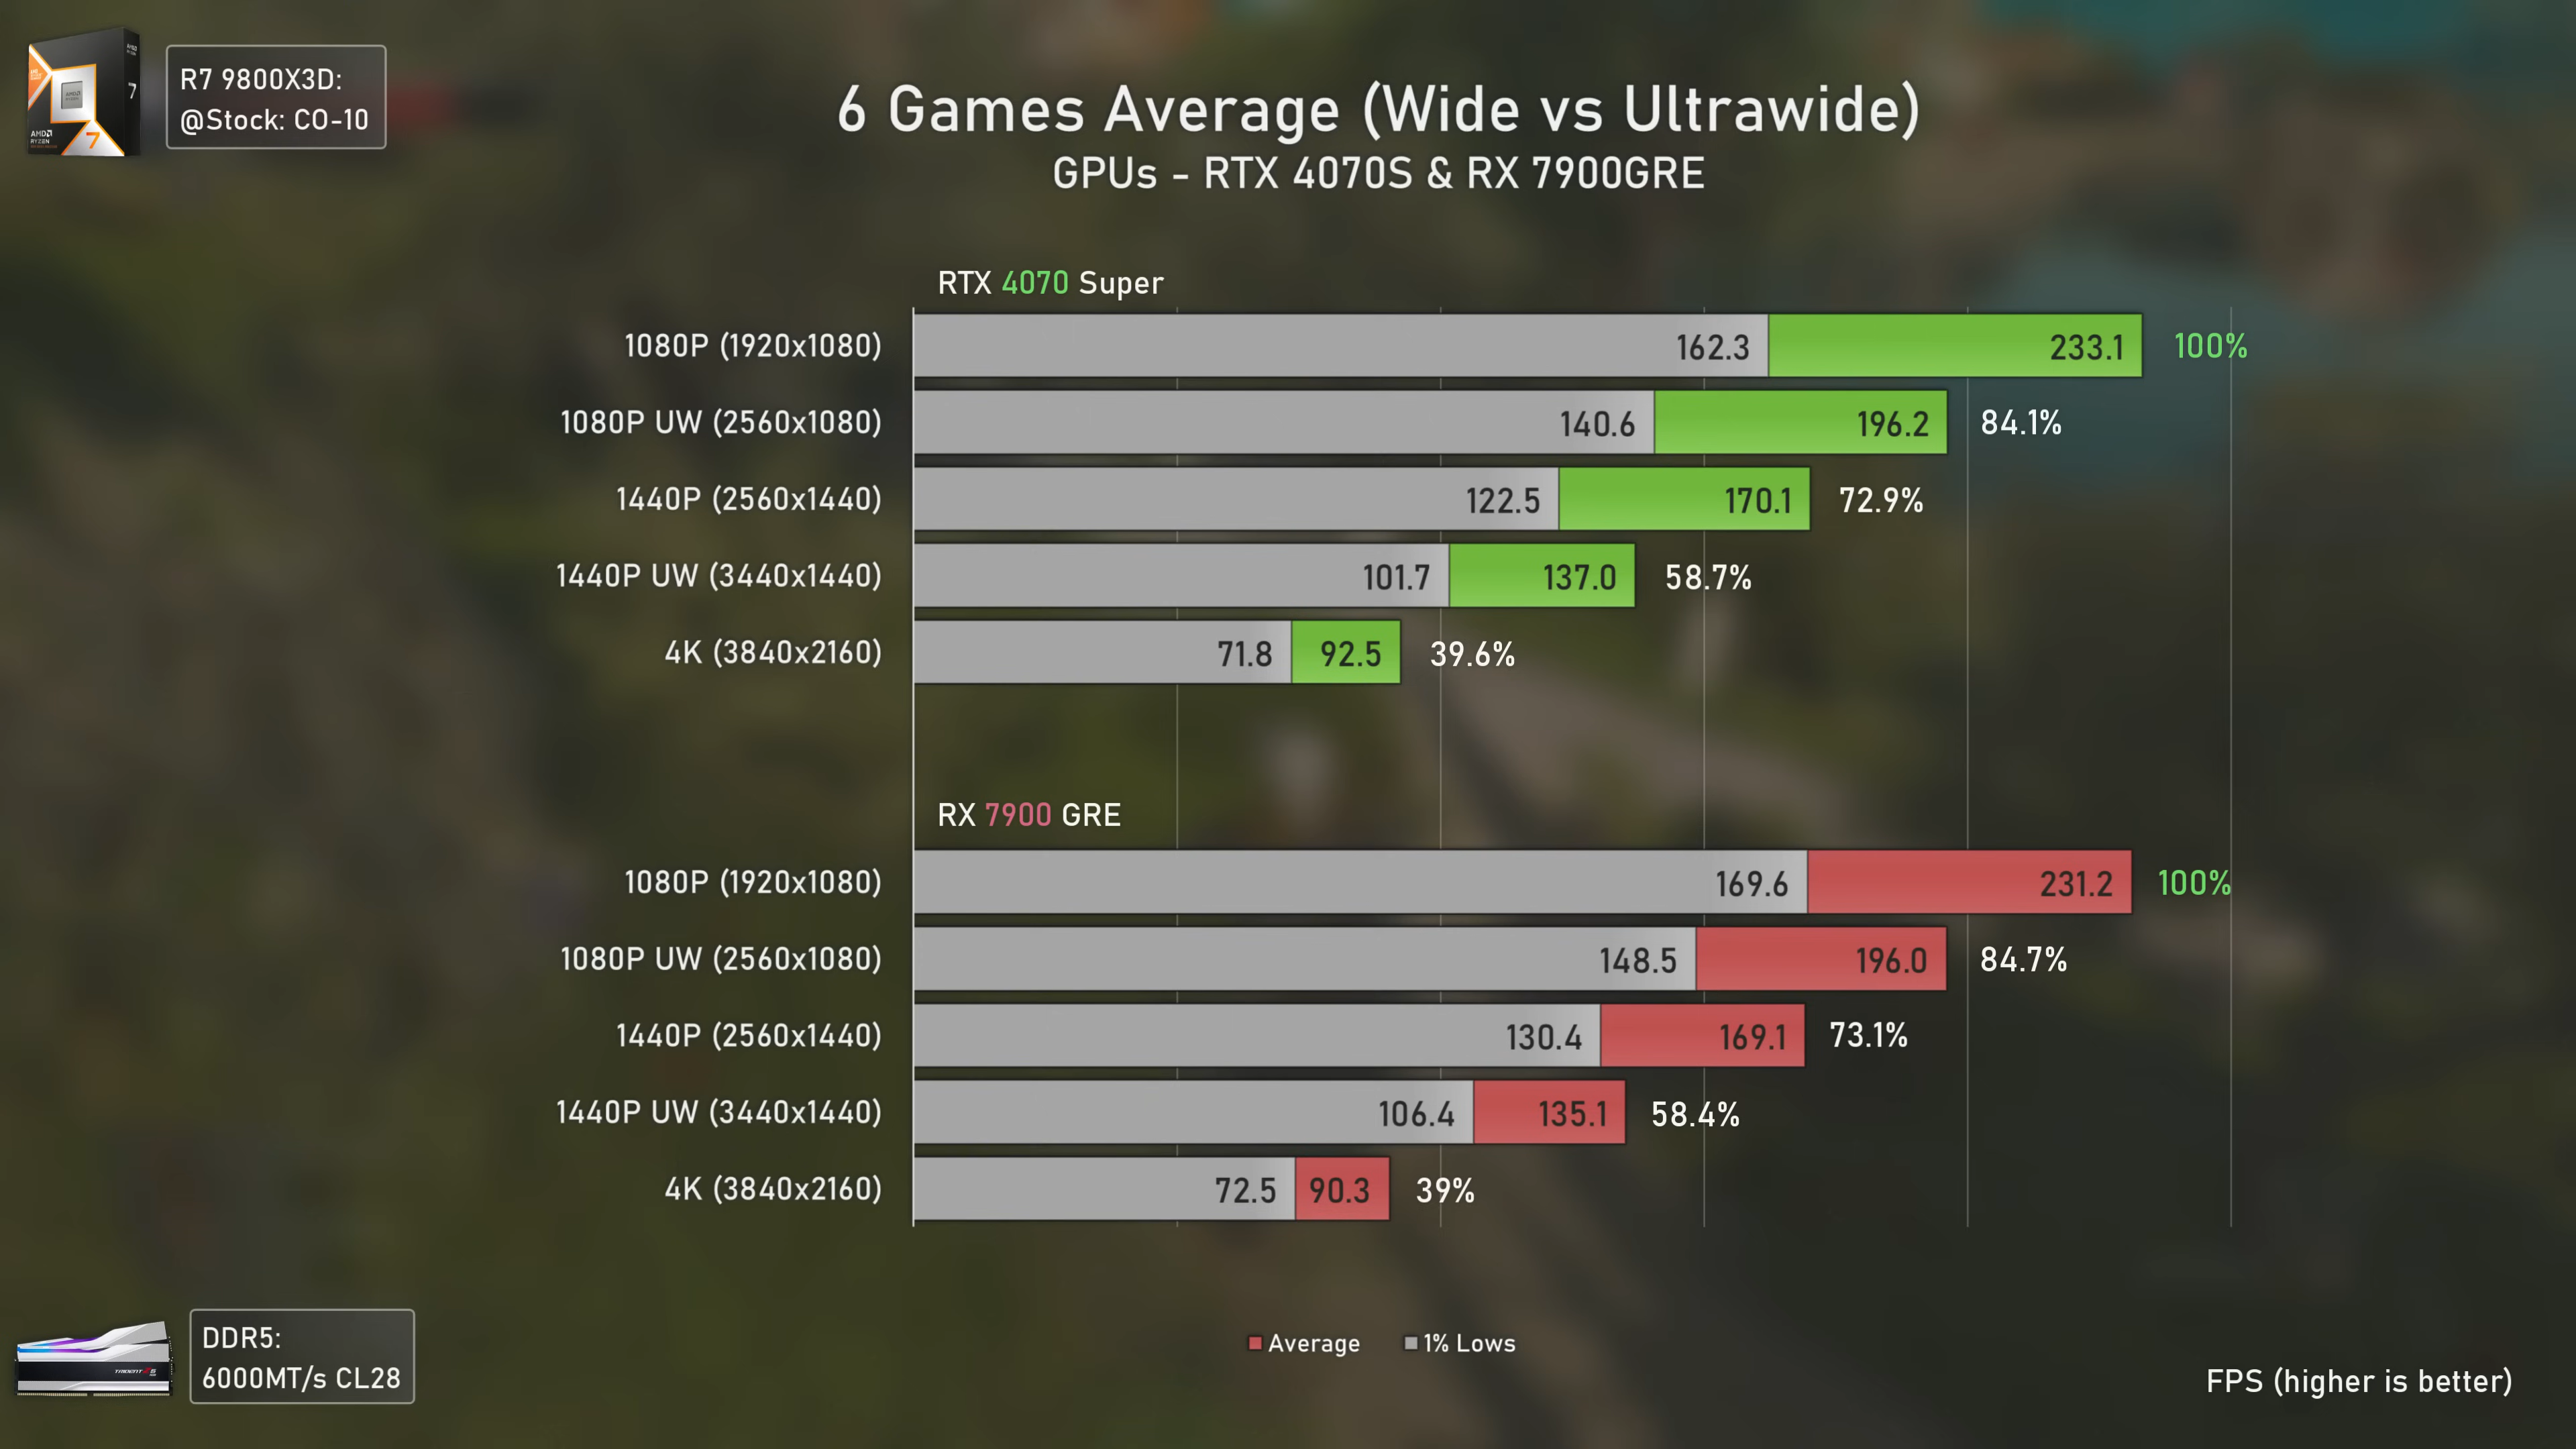 R7 9800X3D:
@Stock: CO-10
7
AMD
RYZEN
7
6 Games Average (Wide vs Ultrawide)
GPUs - RTX 4070S & RX 7900GRE
RTX 4070 Super
1080P (1920x1080) 162.3 233.1 100%
1080P UW (2560x1080) 140.6 196.2 84.1%
1440P (2560x1440) 122.5 170.1 72.9%
1440P UW (3440x1440) 101.7 137.0 58.7%
4K (3840x2160) 71.8 92.5 39.6%
RX 7900 GRE
1080P (1920x1080) 169.6 231.2 100%
1080P UW (2560x1080) 148.5 196.0 84.7%
1440P (2560x1440) 130.4 169.1 73.1%
1440P UW (3440x1440) 106.4 135.1 58.4%
4K (3840x2160) 72.5 90.3 39%
Average 1% Lows
DDR5:
6000MT/s CL28
FPS (higher is better)